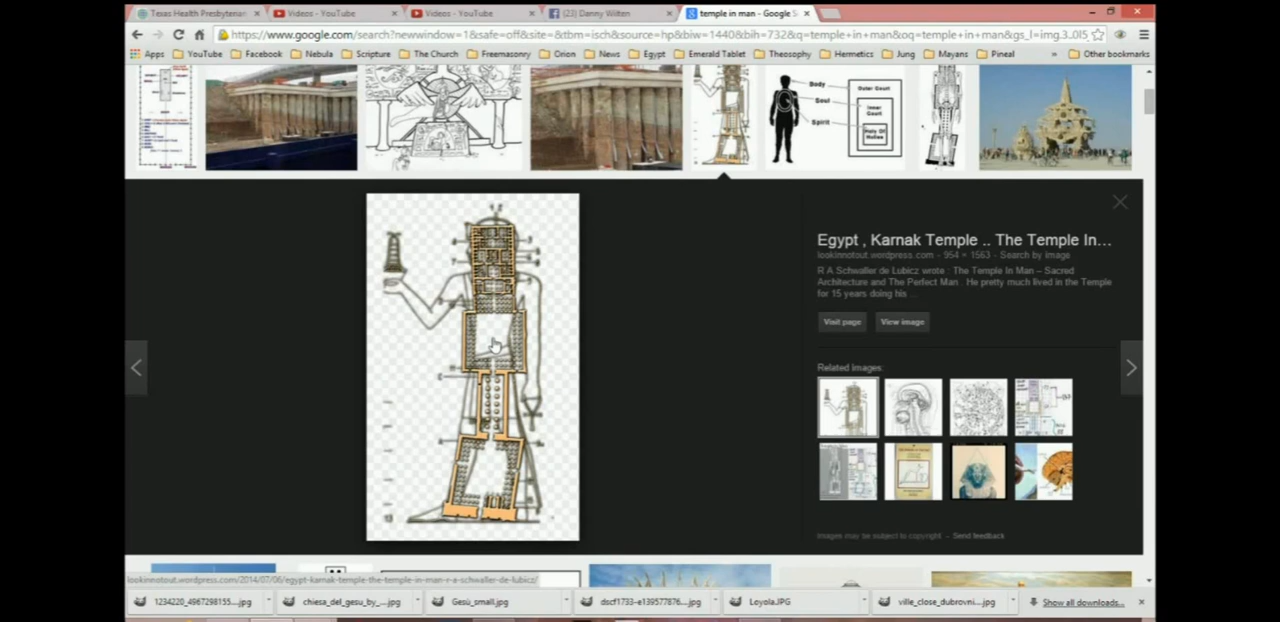 Texas Health Presbyterian
Videos - YouTube
Videos - YouTube
(23) Danny Wilten
temple in man - Google S
https://www.google.com/search?newwindow=1&safe=off&site=&tbm=isch&source=hp&biw=1440&bih=732&q=temple+in+man&oq=temple+in+man&gs_l=img.3.0l5
Apps YouTube Facebook Nebula Scripture The Church Freemasonry Orion News Egypt Emerald Tablet Theosophy Hermetics Jung Mayans Pineal » Other bookmarks
Body
Soul
Spirit
Outer Court
Inner Court
Holy Of Holies
Egypt , Karnak Temple .. The Temple In...
lookinnotout.wordpress.com - 954 × 1563 - Search by image
R A Schwaller de Lubicz wrote : The Temple In Man – Sacred
Architecture and The Perfect Man . He pretty much lived in the Temple
for 15 years doing his ...
Visit page
View image
Related images:
Images may be subject to copyright. - Send feedback
lookinnotout.wordpress.com/2014/07/06/egypt-karnak-temple-the-temple-in-man-r-a-schwaller-de-lubicz/
1234220_4967298155....jpg
chiesa_del_gesu_by_....jpg
Gesù_small.jpg
dscf1733-e139577876....jpg
Loyola.JPG
ville_close_dubrovni....jpg
Show all downloads...